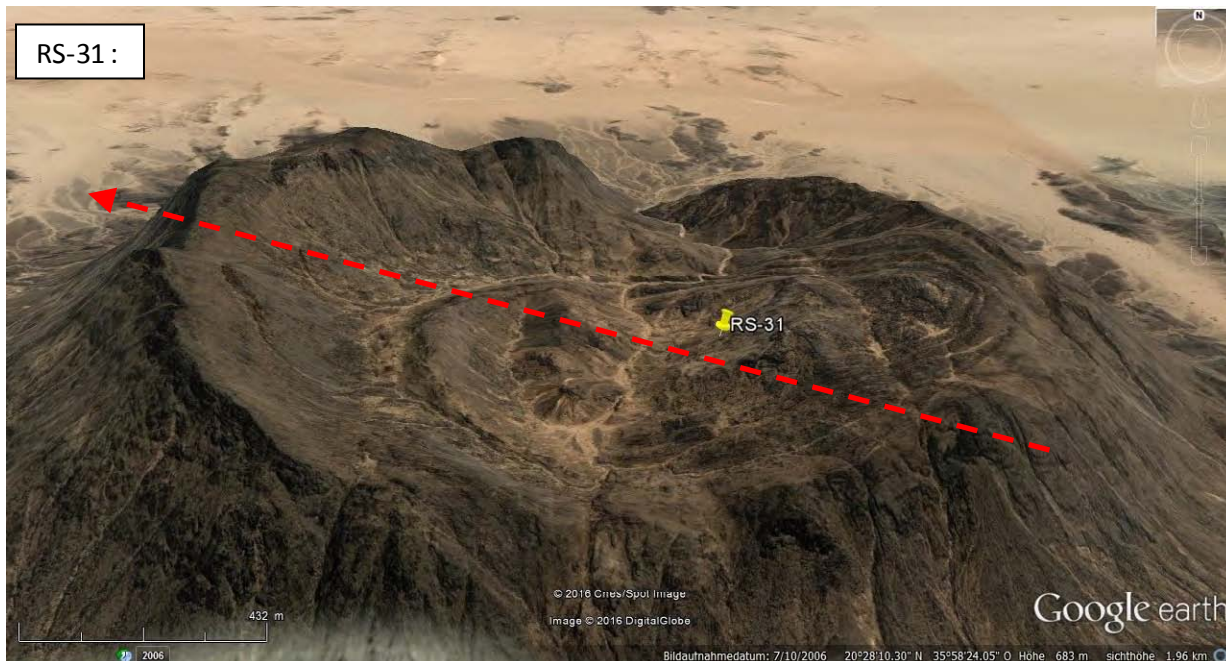 RS-31 :
N
RS-31
© 2016 Cnes/Spot Image
Image © 2016 DigitalGlobe
Google earth
432 m
2006
Bildaufnahmedatum: 7/10/2006 20°28'10.30" N 35°58'24.05" O Höhe 683 m sichthöhe 1.96 km